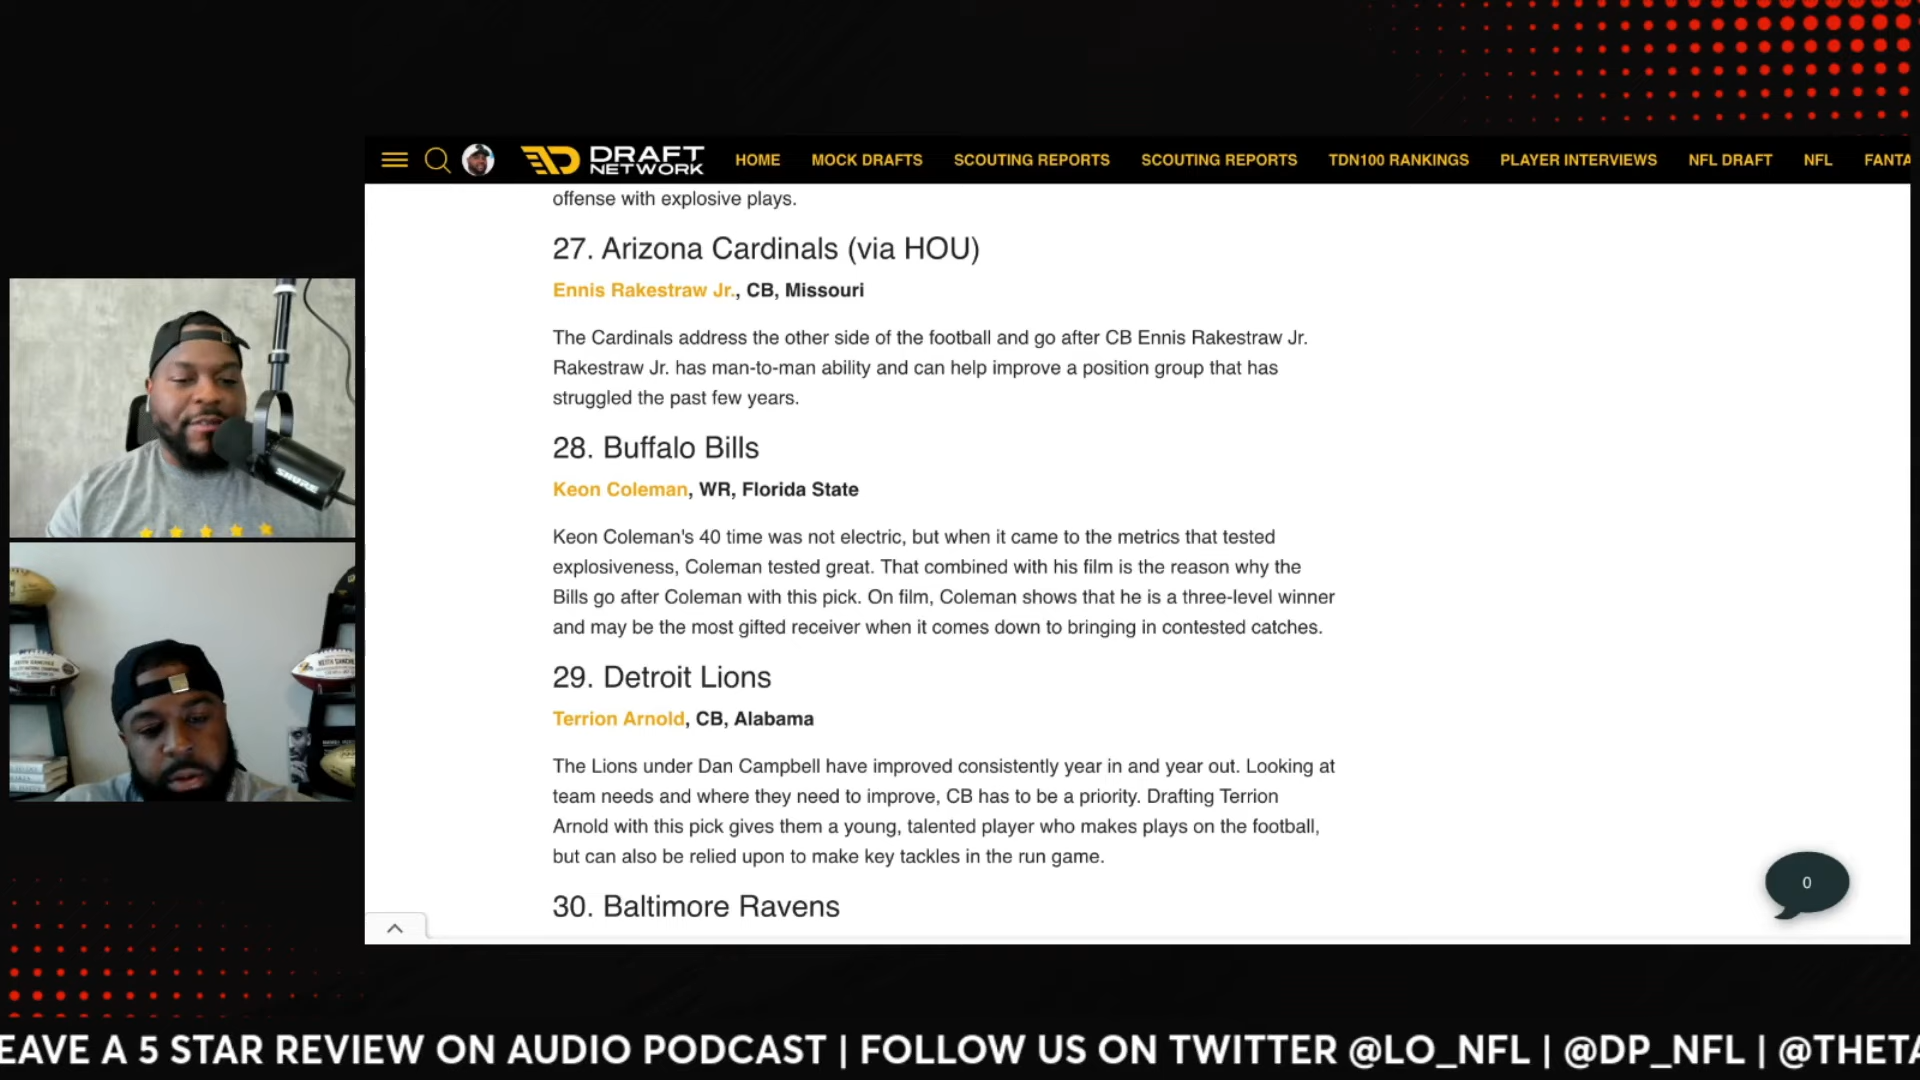 DRAFT
NETWORK
HOME MOCK DRAFTS SCOUTING REPORTS SCOUTING REPORTS TDN100 RANKINGS PLAYER INTERVIEWS NFL DRAFT NFL FANTA
offense with explosive plays.
27. Arizona Cardinals (via HOU)
Ennis Rakestraw Jr., CB, Missouri
The Cardinals address the other side of the football and go after CB Ennis Rakestraw Jr.
Rakestraw Jr. has man-to-man ability and can help improve a position group that has
struggled the past few years.
28. Buffalo Bills
Keon Coleman, WR, Florida State
Keon Coleman's 40 time was not electric, but when it came to the metrics that tested
explosiveness, Coleman tested great. That combined with his film is the reason why the
Bills go after Coleman with this pick. On film, Coleman shows that he is a three-level winner
and may be the most gifted receiver when it comes down to bringing in contested catches.
29. Detroit Lions
Terrion Arnold, CB, Alabama
The Lions under Dan Campbell have improved consistently year in and year out. Looking at
team needs and where they need to improve, CB has to be a priority. Drafting Terrion
Arnold with this pick gives them a young, talented player who makes plays on the football,
but can also be relied upon to make key tackles in the run game.
30. Baltimore Ravens
0
SHURE
EAVE A 5 STAR REVIEW ON AUDIO PODCAST | FOLLOW US ON TWITTER @LO_NFL | @DP_NFL | @THETA